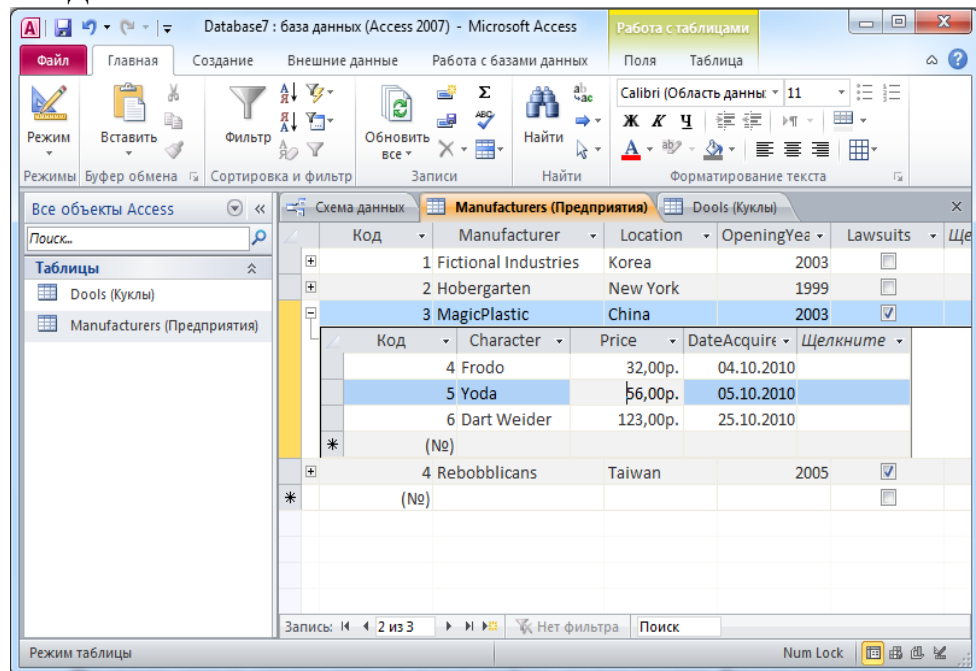 Database7 : база данных (Access 2007) - Microsoft Access Работа с таблицами
Файл Главная Создание Внешние данные Работа с базами данных Поля Таблица
Режим Вставить Фильтр Обновить все Найти Calibri (Область данны: 11
Ж К Ч
Режимы Буфер обмена Сортировка и фильтр Записи Найти Форматирование текста
Все объекты Access
Поиск...
Таблицы
Dools (Куклы)
Manufacturers (Предприятия)
Схема данных Manufacturers (Предприятия) Dools (Куклы)
Код Manufacturer Location OpeningYea Lawsuits Ще
1 Fictional Industries Korea 2003
2 Hobergarten New York 1999
3 MagicPlastic China 2003
Код Character Price DateAcquire Щелкните
4 Frodo 32,00р. 04.10.2010
5 Yoda 56,00р. 05.10.2010
6 Dart Weider 123,00р. 25.10.2010
(№)
4 Rebobblicans Taiwan 2005
(№)
Запись: 2 из 3 Нет фильтра Поиск
Режим таблицы Num Lock